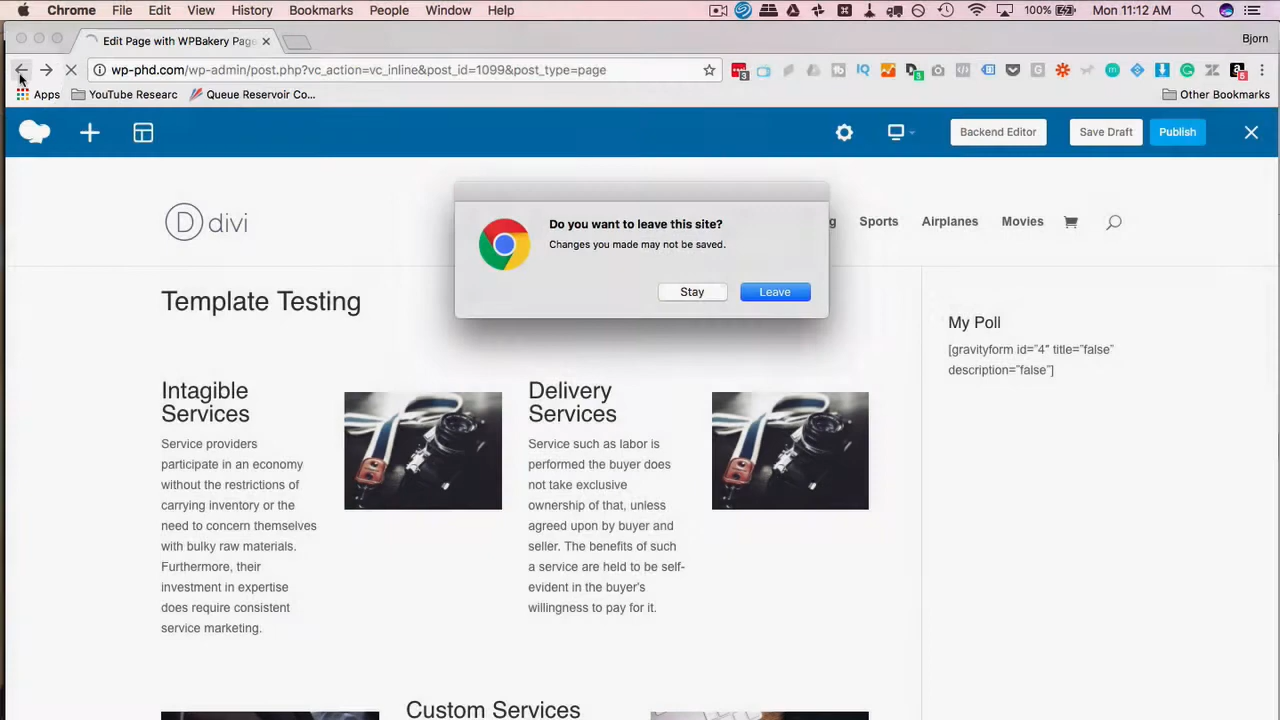 Chrome File Edit View History Bookmarks People Window Help 100% Mon 11:12 AM
Edit Page with WPBakery Page Bjorn
wp-phd.com/wp-admin/post.php?vc_action=vc_inline&post_id=1099&post_type=page
Apps YouTube Researc Queue Reservoir Co... Other Bookmarks
Backend Editor Save Draft Publish
Do you want to leave this site?
Changes you made may not be saved.
Stay Leave
divi
g Sports Airplanes Movies
Template Testing
Intagible
Services
Service providers
participate in an economy
without the restrictions of
carrying inventory or the
need to concern themselves
with bulky raw materials.
Furthermore, their
investment in expertise
does require consistent
service marketing.
Delivery
Services
Service such as labor is
performed the buyer does
not take exclusive
ownership of that, unless
agreed upon by buyer and
seller. The benefits of such
a service are held to be self-
evident in the buyer's
willingness to pay for it.
Custom Services
My Poll
[gravityform id="4" title="false"
description="false"]